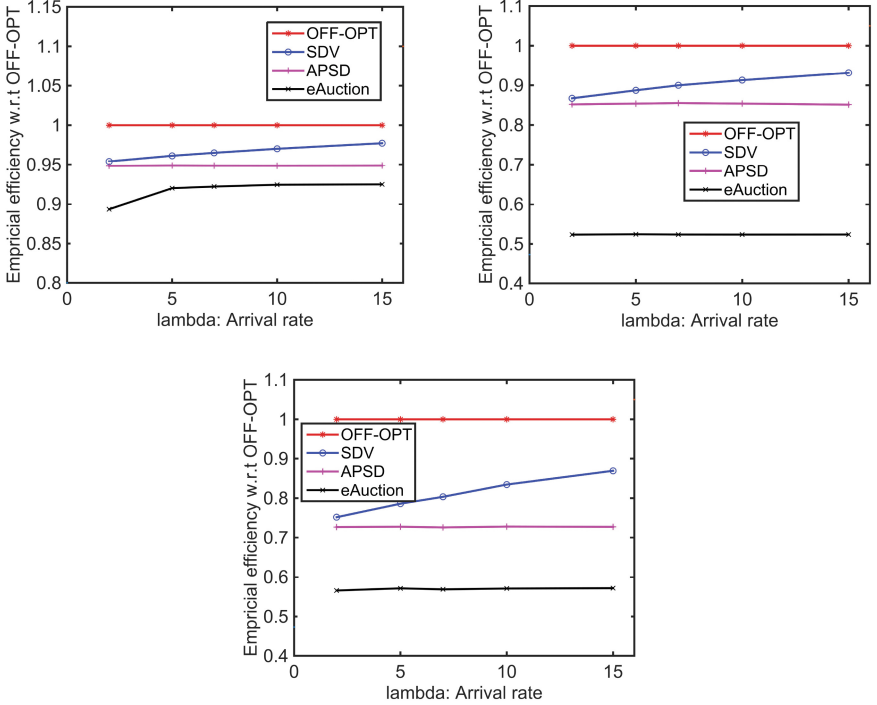 Empricial efficiency w.r.t OFF-OPT
1.15
1.1
1.05
1
0.95
0.9
0.85
0.8
0
5
10
15
lambda: Arrival rate
OFF-OPT
SDV
APSD
eAuction
Empricial efficiency w.r.t OFF-OPT
1.1
1
0.9
0.8
0.7
0.6
0.5
0.4
0
5
10
15
lambda: Arrival rate
OFF-OPT
SDV
APSD
eAuction
Empricial efficiency w.r.t OFF-OPT
1.1
1
0.9
0.8
0.7
0.6
0.5
0.4
0
5
10
15
lambda: Arrival rate
OFF-OPT
SDV
APSD
eAuction